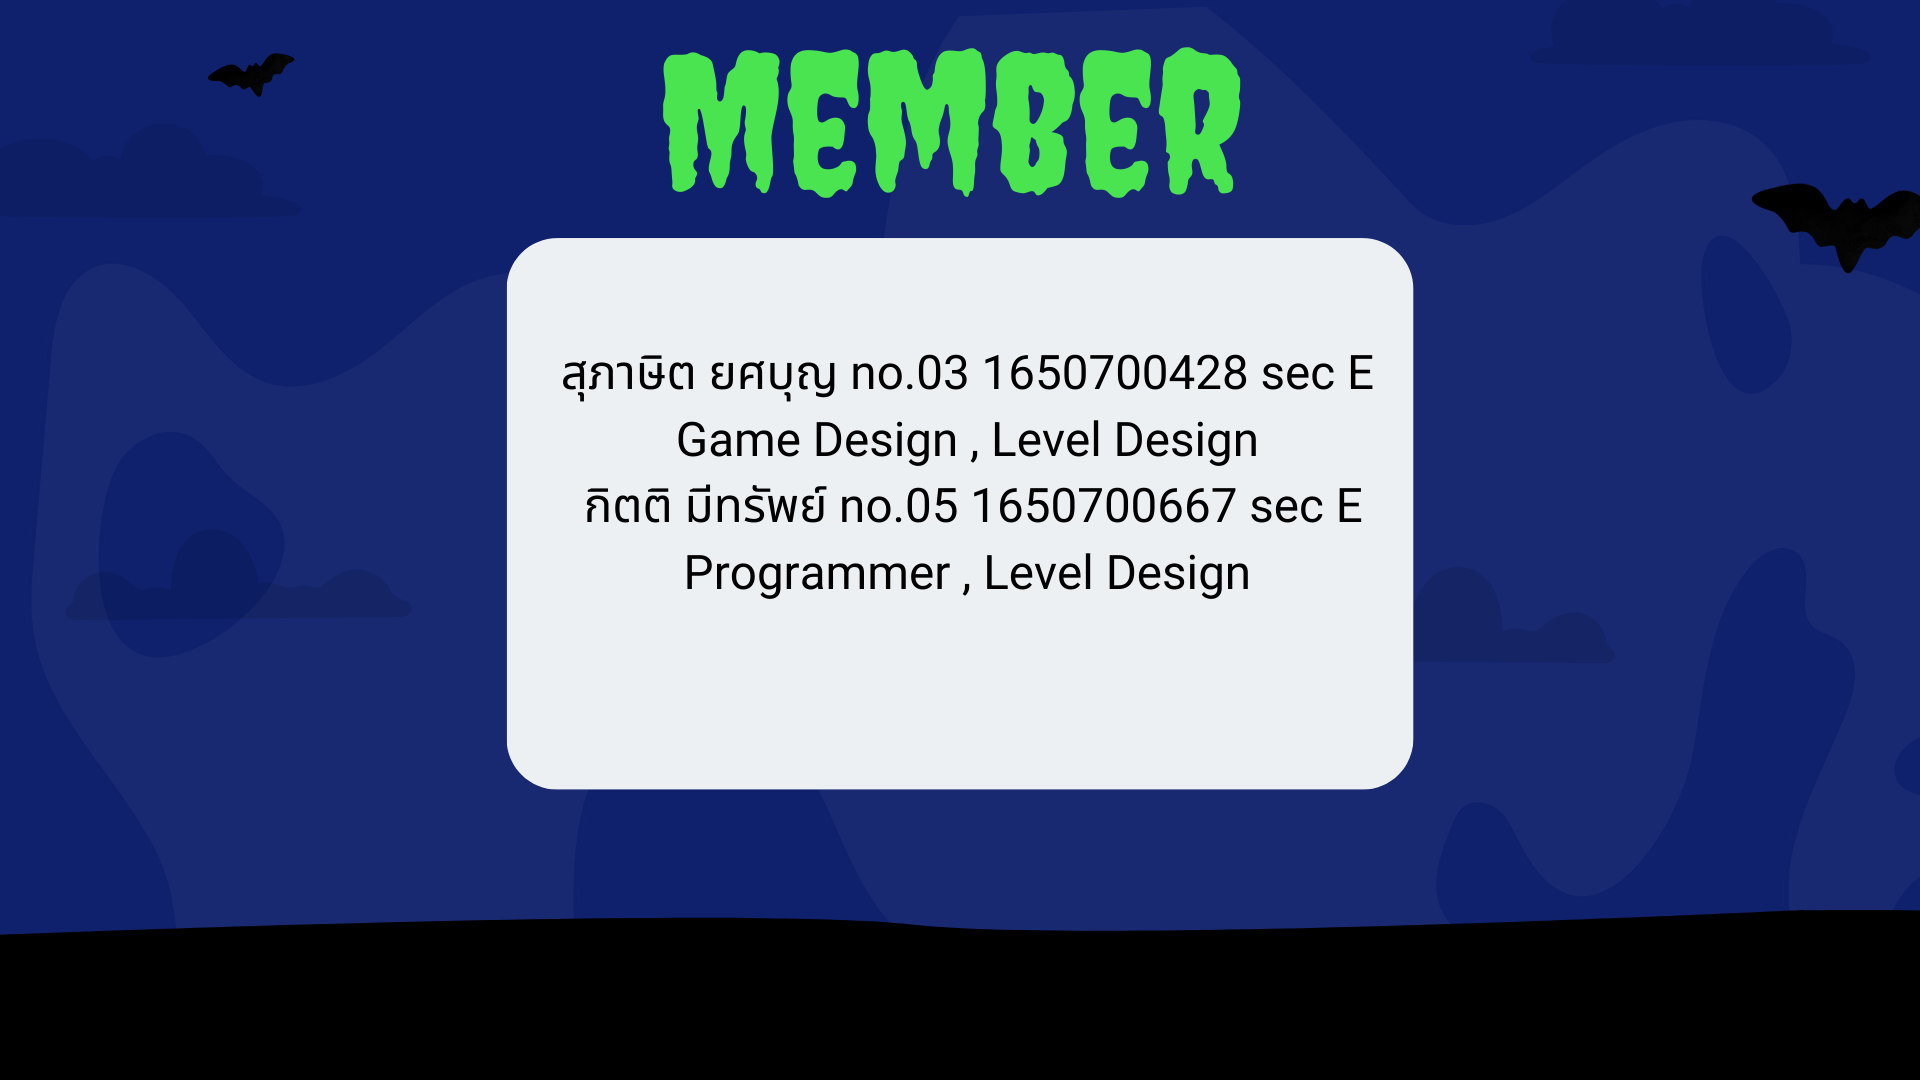 MEMBER
สุภาษิต ยศบุญ no.03 1650700428 sec E
Game Design , Level Design
กิตติ มีทรัพย์ no.05 1650700667 sec E
Programmer , Level Design